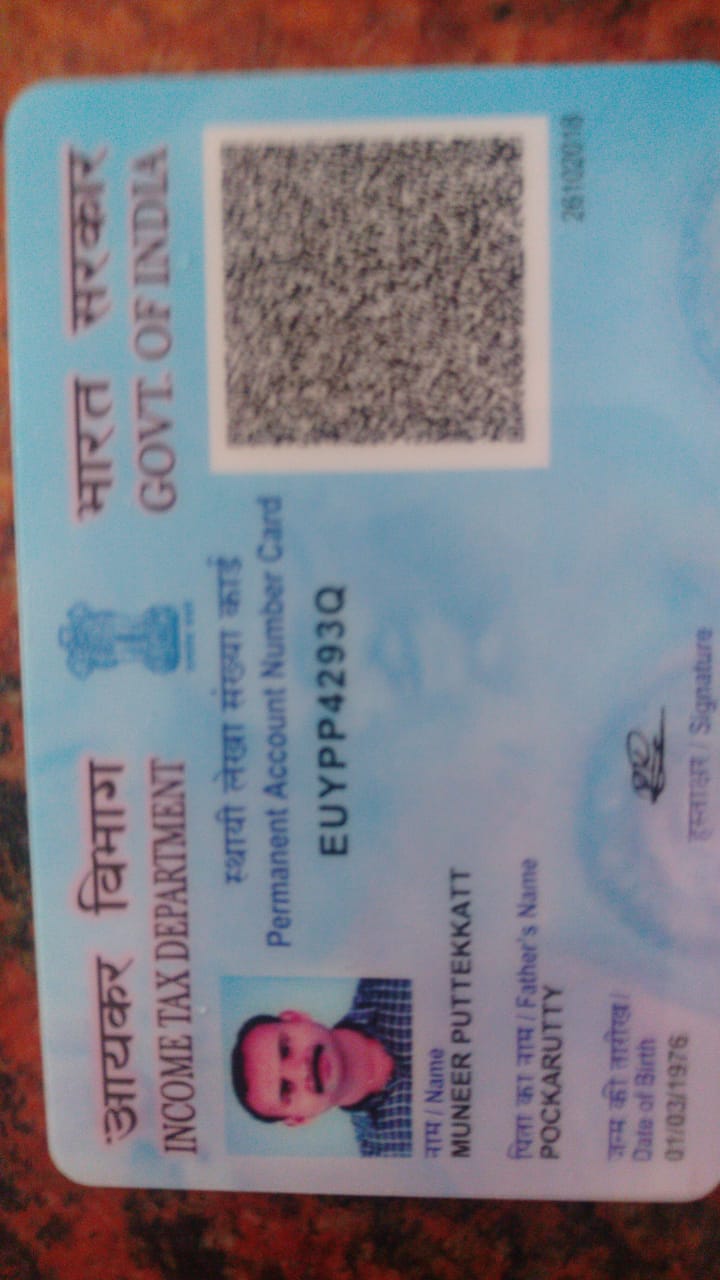 आयकर विभाग
INCOME TAX DEPARTMENT
भारत सरकार
GOVT. OF INDIA
स्थायी लेखा संख्या कार्ड
Permanent Account Number Card
EUYPP4293Q
नाम / Name
MUNEER PUTTEKKATT
पिता का नाम / Father's Name
POCKARUTTY
जन्म की तारीख /
Date of Birth
01/03/1976
हस्ताक्षर / Signature
26102018